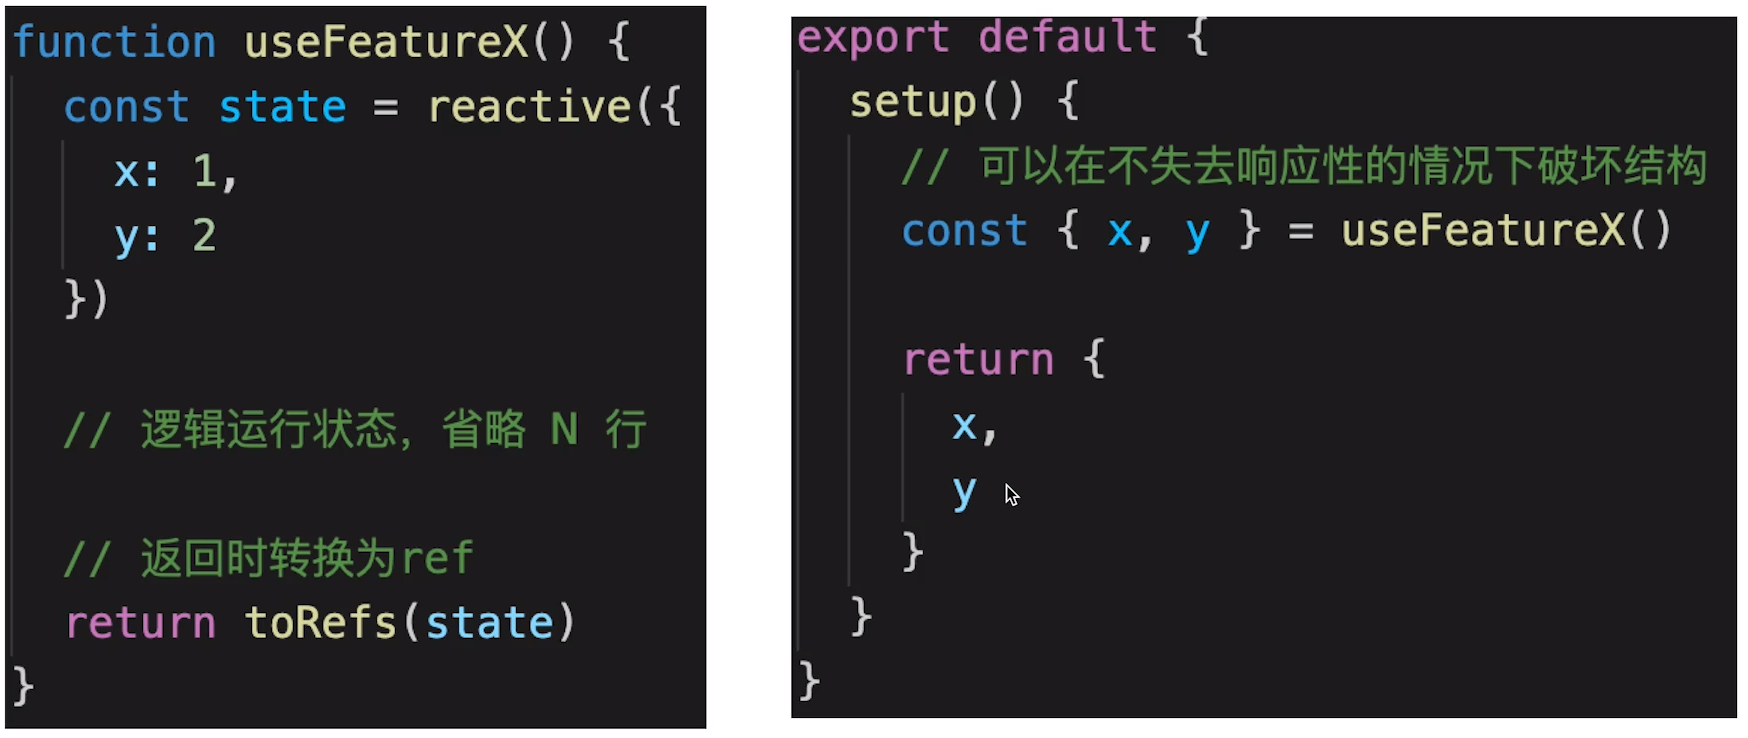 function useFeatureX() {
  const state = reactive({
    x: 1,
    y: 2
  })
  // 逻辑运行状态，省略 N 行
  // 返回时转换为ref
  return toRefs(state)
}
export default {
  setup() {
    // 可以在不失去响应性的情况下破坏结构
    const { x, y } = useFeatureX()
    return {
      x,
      y
    }
  }
}